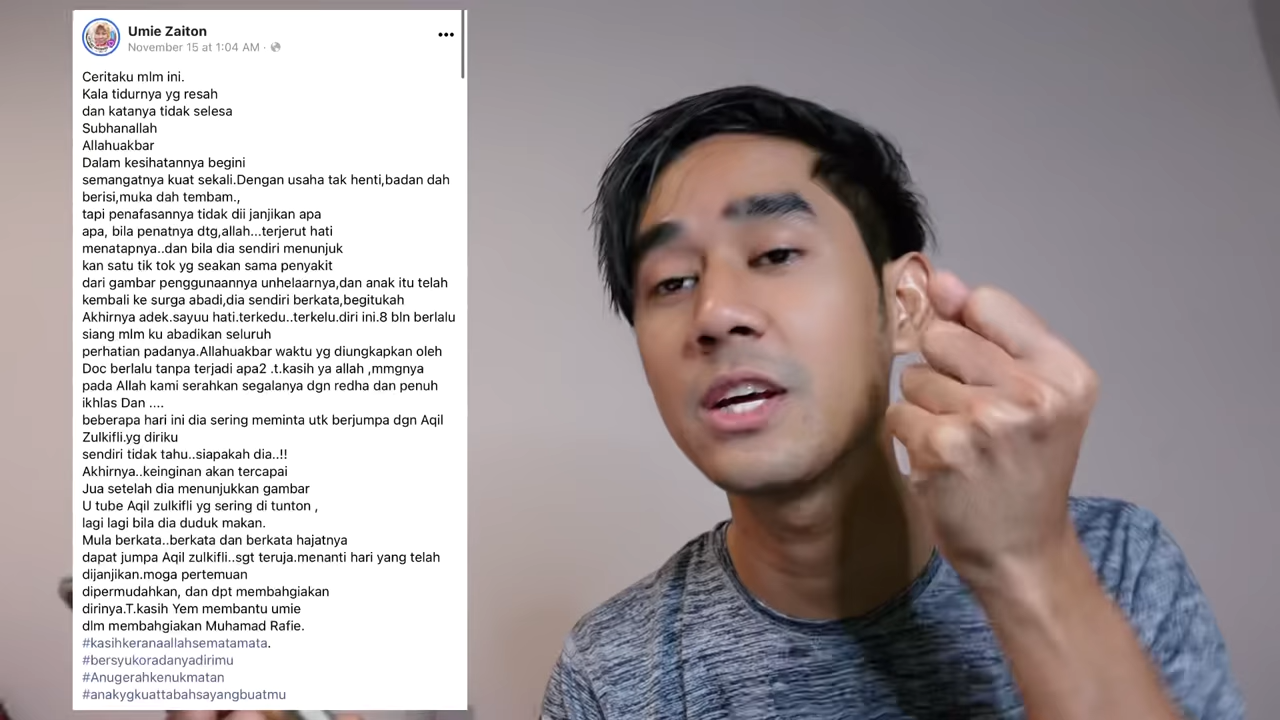 Umie Zaiton
November 15 at 1:04 AM ·
Ceritaku mlm ini.
Kala tidurnya yg resah
dan katanya tidak selesa
Subhanallah
Allahuakbar
Dalam kesihatannya begini
semangatnya kuat sekali.Dengan usaha tak henti,badan dah
berisi,muka dah tembam.,
tapi penafasannya tidak dii janjikan apa
apa, bila penatnya dtg,allah...terjerut hati
menatapnya..dan bila dia sendiri menunjuk
kan satu tik tok yg seakan sama penyakit
dari gambar penggunaannya unhelaarnya,dan anak itu telah
kembali ke surga abadi,dia sendiri berkata,begitukah
Akhirnya adek.sayuu hati.terkedu..terkelu.diri ini.8 bln berlalu
siang mlm ku abadikan seluruh
perhatian padanya.Allahuakbar waktu yg diungkapkan oleh
Doc berlalu tanpa terjadi apa2 .t.kasih ya allah ,mmgnya
pada Allah kami serahkan segalanya dgn redha dan penuh
ikhlas Dan ....
beberapa hari ini dia sering meminta utk berjumpa dgn Aqil
Zulkifli.yg diriku
sendiri tidak tahu..siapakah dia..!!
Akhirnya..keinginan akan tercapai
Jua setelah dia menunjukkan gambar
U tube Aqil zulkifli yg sering di tunton ,
lagi lagi bila dia duduk makan.
Mula berkata..berkata dan berkata hajatnya
dapat jumpa Aqil zulkifli..sgt teruja.menanti hari yang telah
dijanjikan.moga pertemuan
dipermudahkan, dan dpt membahgiakan
dirinya.T.kasih Yem membantu umie
dlm membahgiakan Muhamad Rafie.
#kasihkeranaallahsematamata.
#bersyukoradanyadirimu
#Anugerahkenukmatan
#anakygkuattabahsayangbuatmu